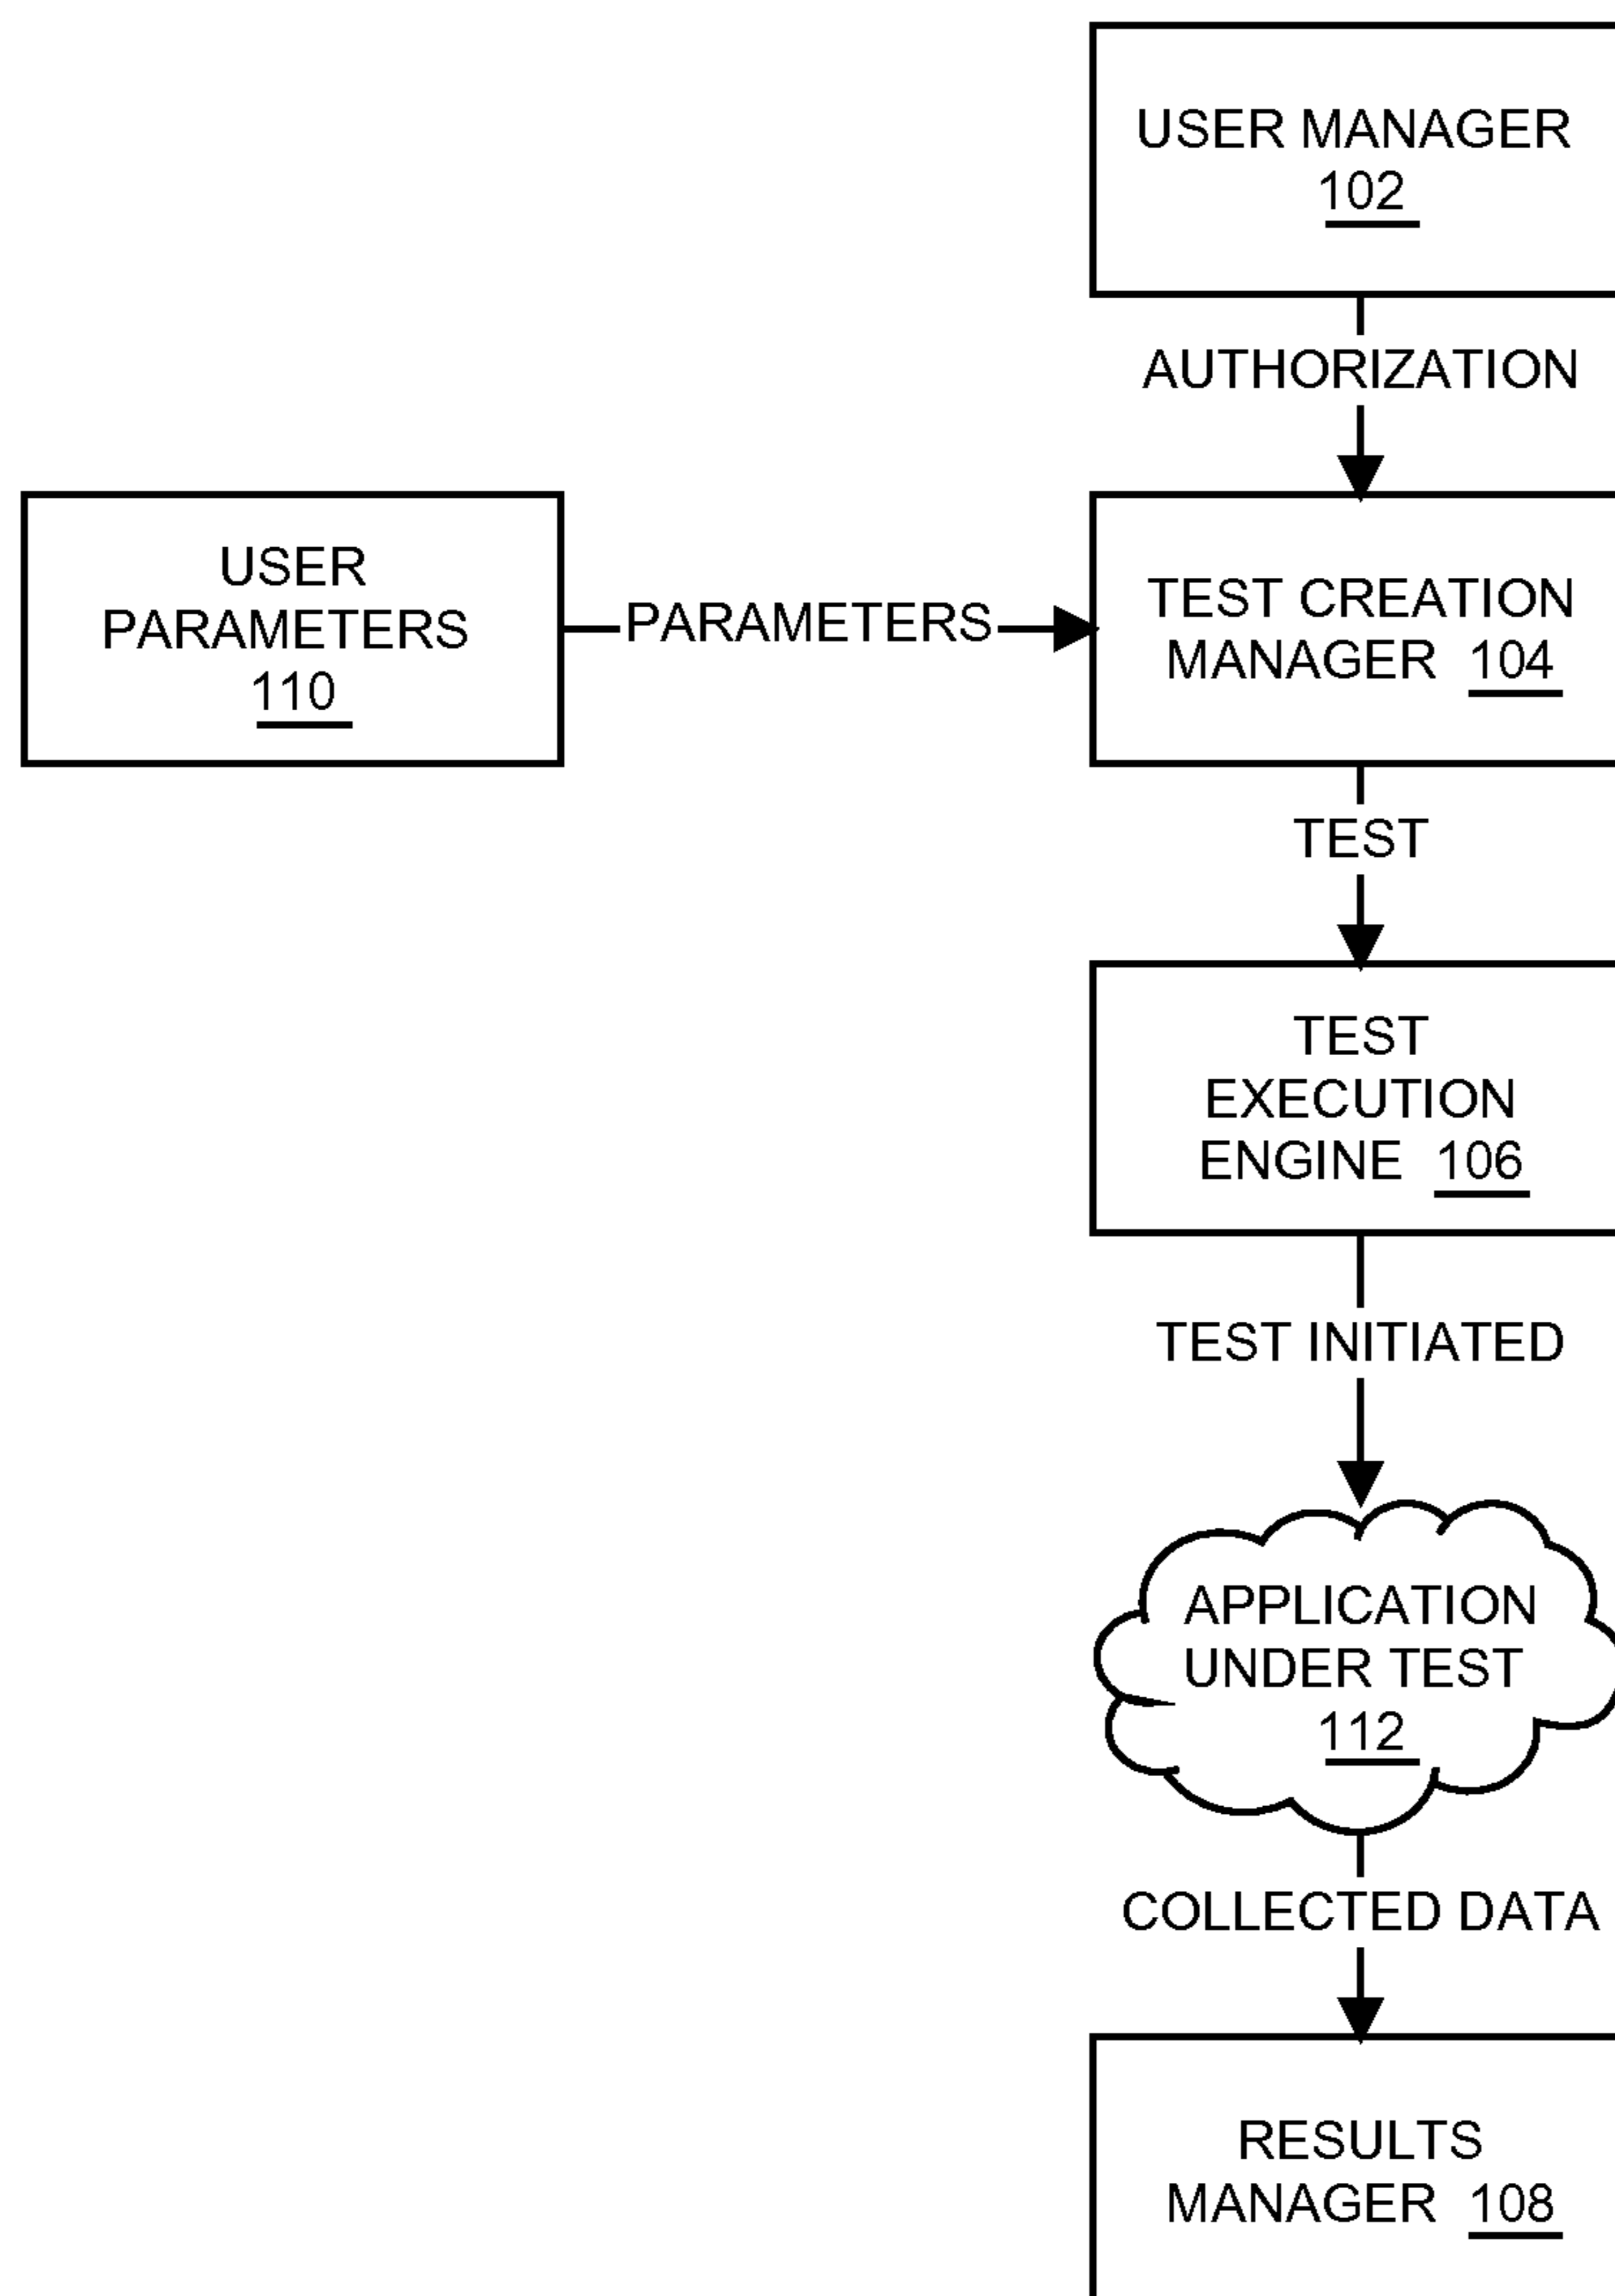 USER MANAGER
102
AUTHORIZATION
USER
PARAMETERS
110
PARAMETERS
TEST CREATION
MANAGER 104
TEST
TEST
EXECUTION
ENGINE 106
TEST INITIATED
APPLICATION
UNDER TEST
112
COLLECTED DATA
RESULTS
MANAGER 108